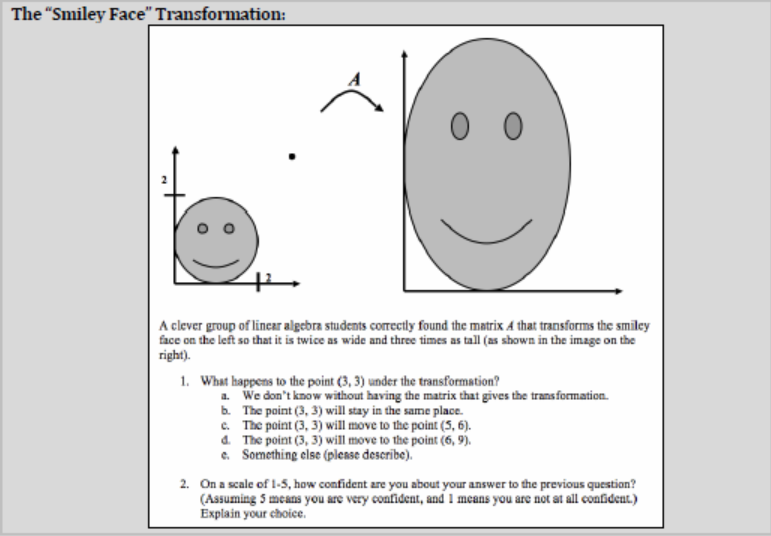 The “Smiley Face” Transformation:
A
2
2
A clever group of linear algebra students correctly found the matrix A that transforms the smiley
face on the left so that it is twice as wide and three times as tall (as shown in the image on the
right).
1. What happens to the point (3, 3) under the transformation?
a. We don't know without having the matrix that gives the transformation.
b. The point (3, 3) will stay in the same place.
c. The point (3, 3) will move to the point (5, 6).
d. The point (3, 3) will move to the point (6, 9).
e. Something else (please describe).
2. On a scale of 1-5, how confident are you about your answer to the previous question?
(Assuming 5 means you are very confident, and 1 means you are not at all confident.)
Explain your choice.